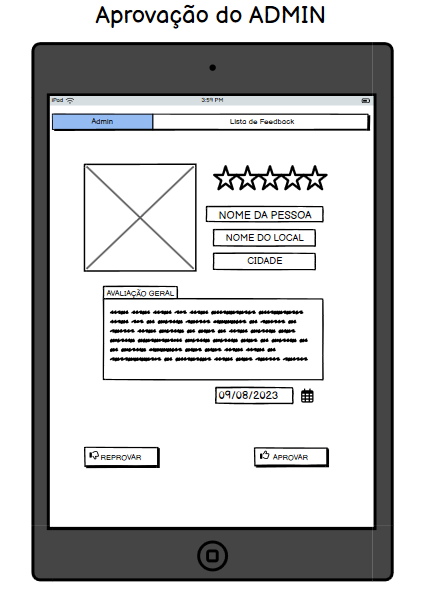 Aprovação do ADMIN
iPad 3:59 PM
Admin Lista de Feedback
NOME DA PESSOA
NOME DO LOCAL
CIDADE
AVALIAÇÃO GERAL
09/08/2023
REPROVAR APROVAR